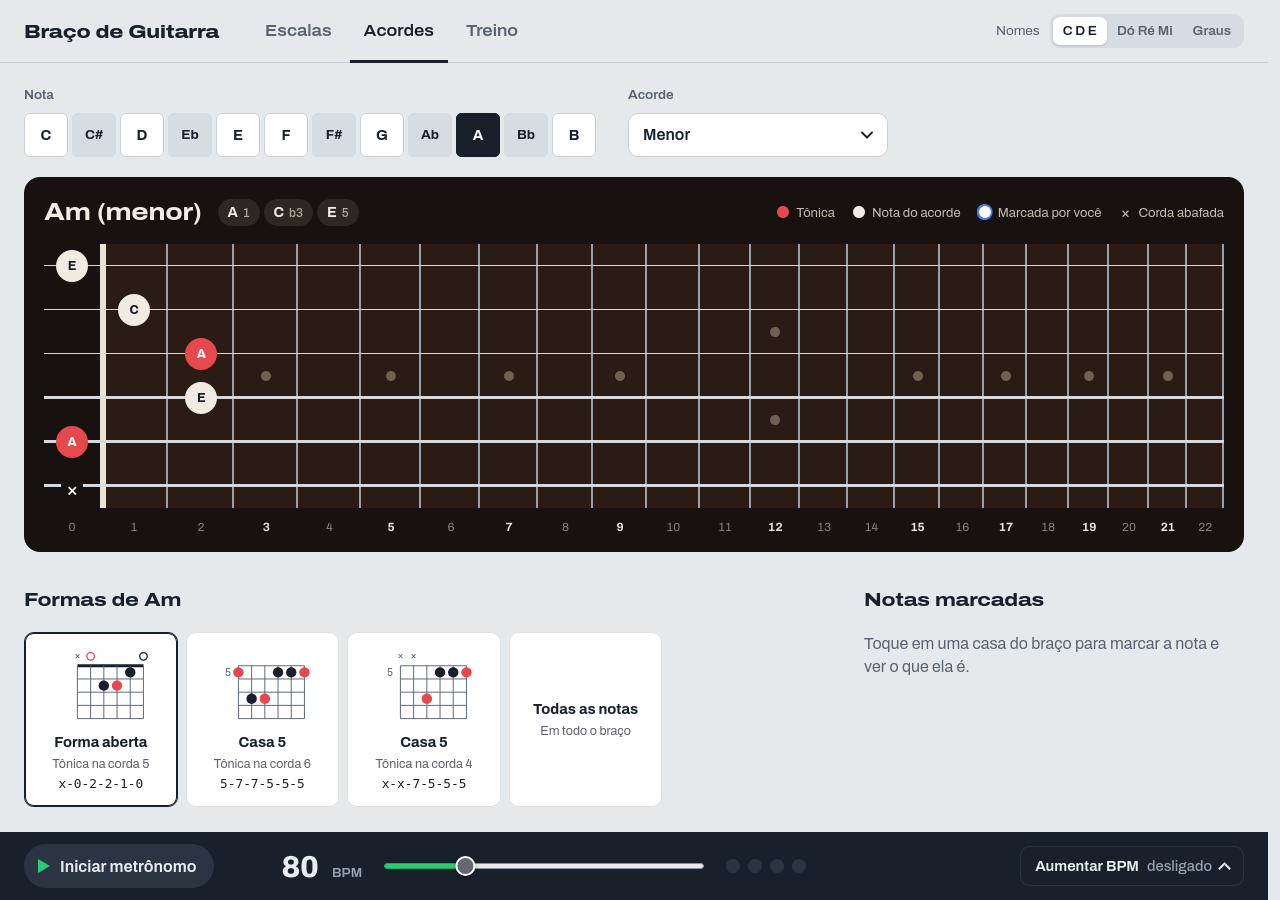 Braço de Guitarra Escalas Acordes Treino Nomes C D E Dó Ré Mi Graus
Nota Acorde
C C# D Eb E F F# G Ab A Bb B Menor
Am (menor) A 1 C b3 E 5 Tônica Nota do acorde Marcada por você × Corda abafada
E
C
A
E
A
×
0 1 2 3 4 5 6 7 8 9 10 11 12 13 14 15 16 17 18 19 20 21 22
Formas de Am Notas marcadas
Toque em uma casa do braço para marcar a nota e
ver o que ela é.
× × ×
5 5
Todas as notas
Em todo o braço
Forma aberta Casa 5 Casa 5
Tônica na corda 5 Tônica na corda 6 Tônica na corda 4
x-0-2-2-1-0 5-7-7-5-5-5 x-x-7-5-5-5
Iniciar metrônomo 80 BPM Aumentar BPM desligado